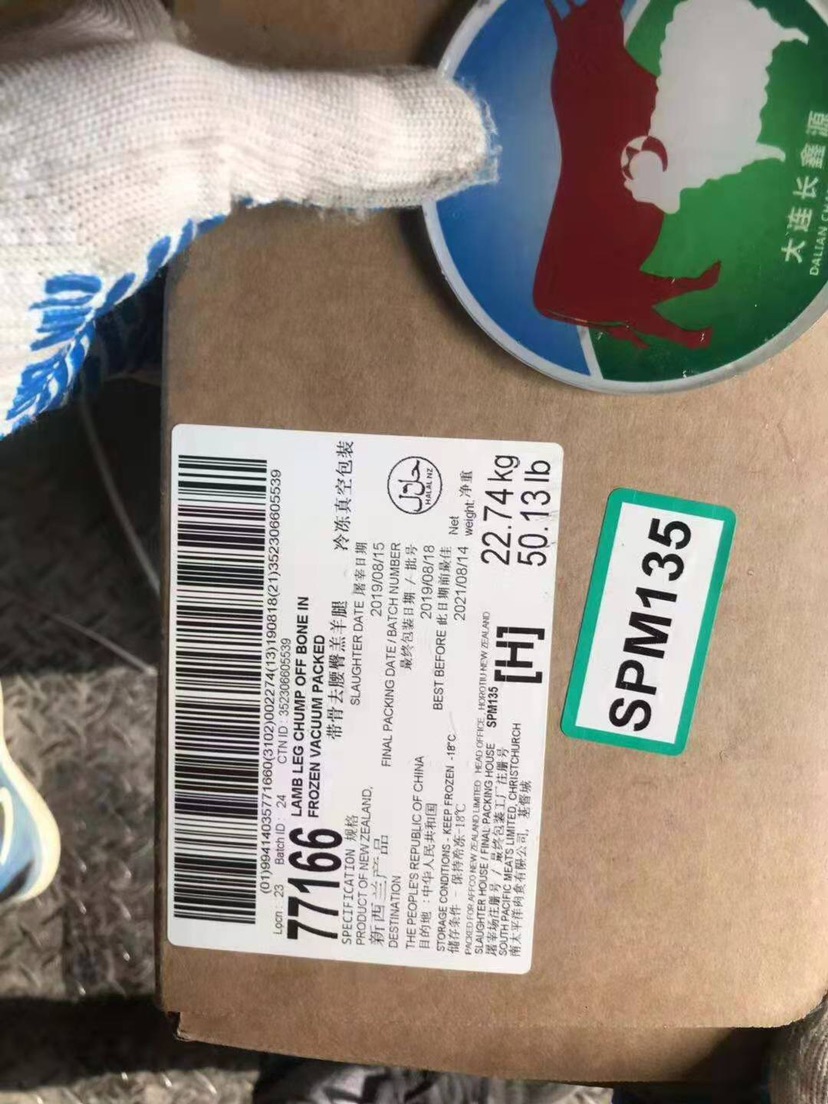 (01)99414035771660(3102)002274(13)190818(21)352306605539
Locn : 23 Batch ID : 24 CTN ID : 352306605539
77166
LAMB LEG CHUMP OFF BONE IN
FROZEN VACUUM PACKED
带骨去腰臀羔羊腿 冷冻真空包装
SPECIFICATION 规格
PRODUCT OF NEW ZEALAND,
新西兰产品
SLAUGHTER DATE 屠宰日期
2019/08/15
FINAL PACKING DATE / BATCH NUMBER
最终包装日期 / 批号
2019/08/18
DESTINATION
THE PEOPLE'S REPUBLIC OF CHINA
目的地 : 中华人民共和国
BEST BEFORE 此日期前最佳
2021/08/14
STORAGE CONDITIONS - KEEP FROZEN -18°C
储存条件 - 保持冷冻-18°C
HALAL NZ
حلال
Net
weight: 净重
22.74 kg
50.13 lb
PACKED FOR AFFCO NEW ZEALAND LIMITED HEAD OFFICE, HOROTIU NEW ZEALAND
SLAUGHTER HOUSE / FINAL PACKING HOUSE SPM135
屠宰场注册号 / 最终包装工厂注册号
SOUTH PACIFIC MEATS LIMITED, CHRISTCHURCH
南太平洋肉食有限公司, 基督城
[H]
SPM135
大连长鑫源
DALIAN